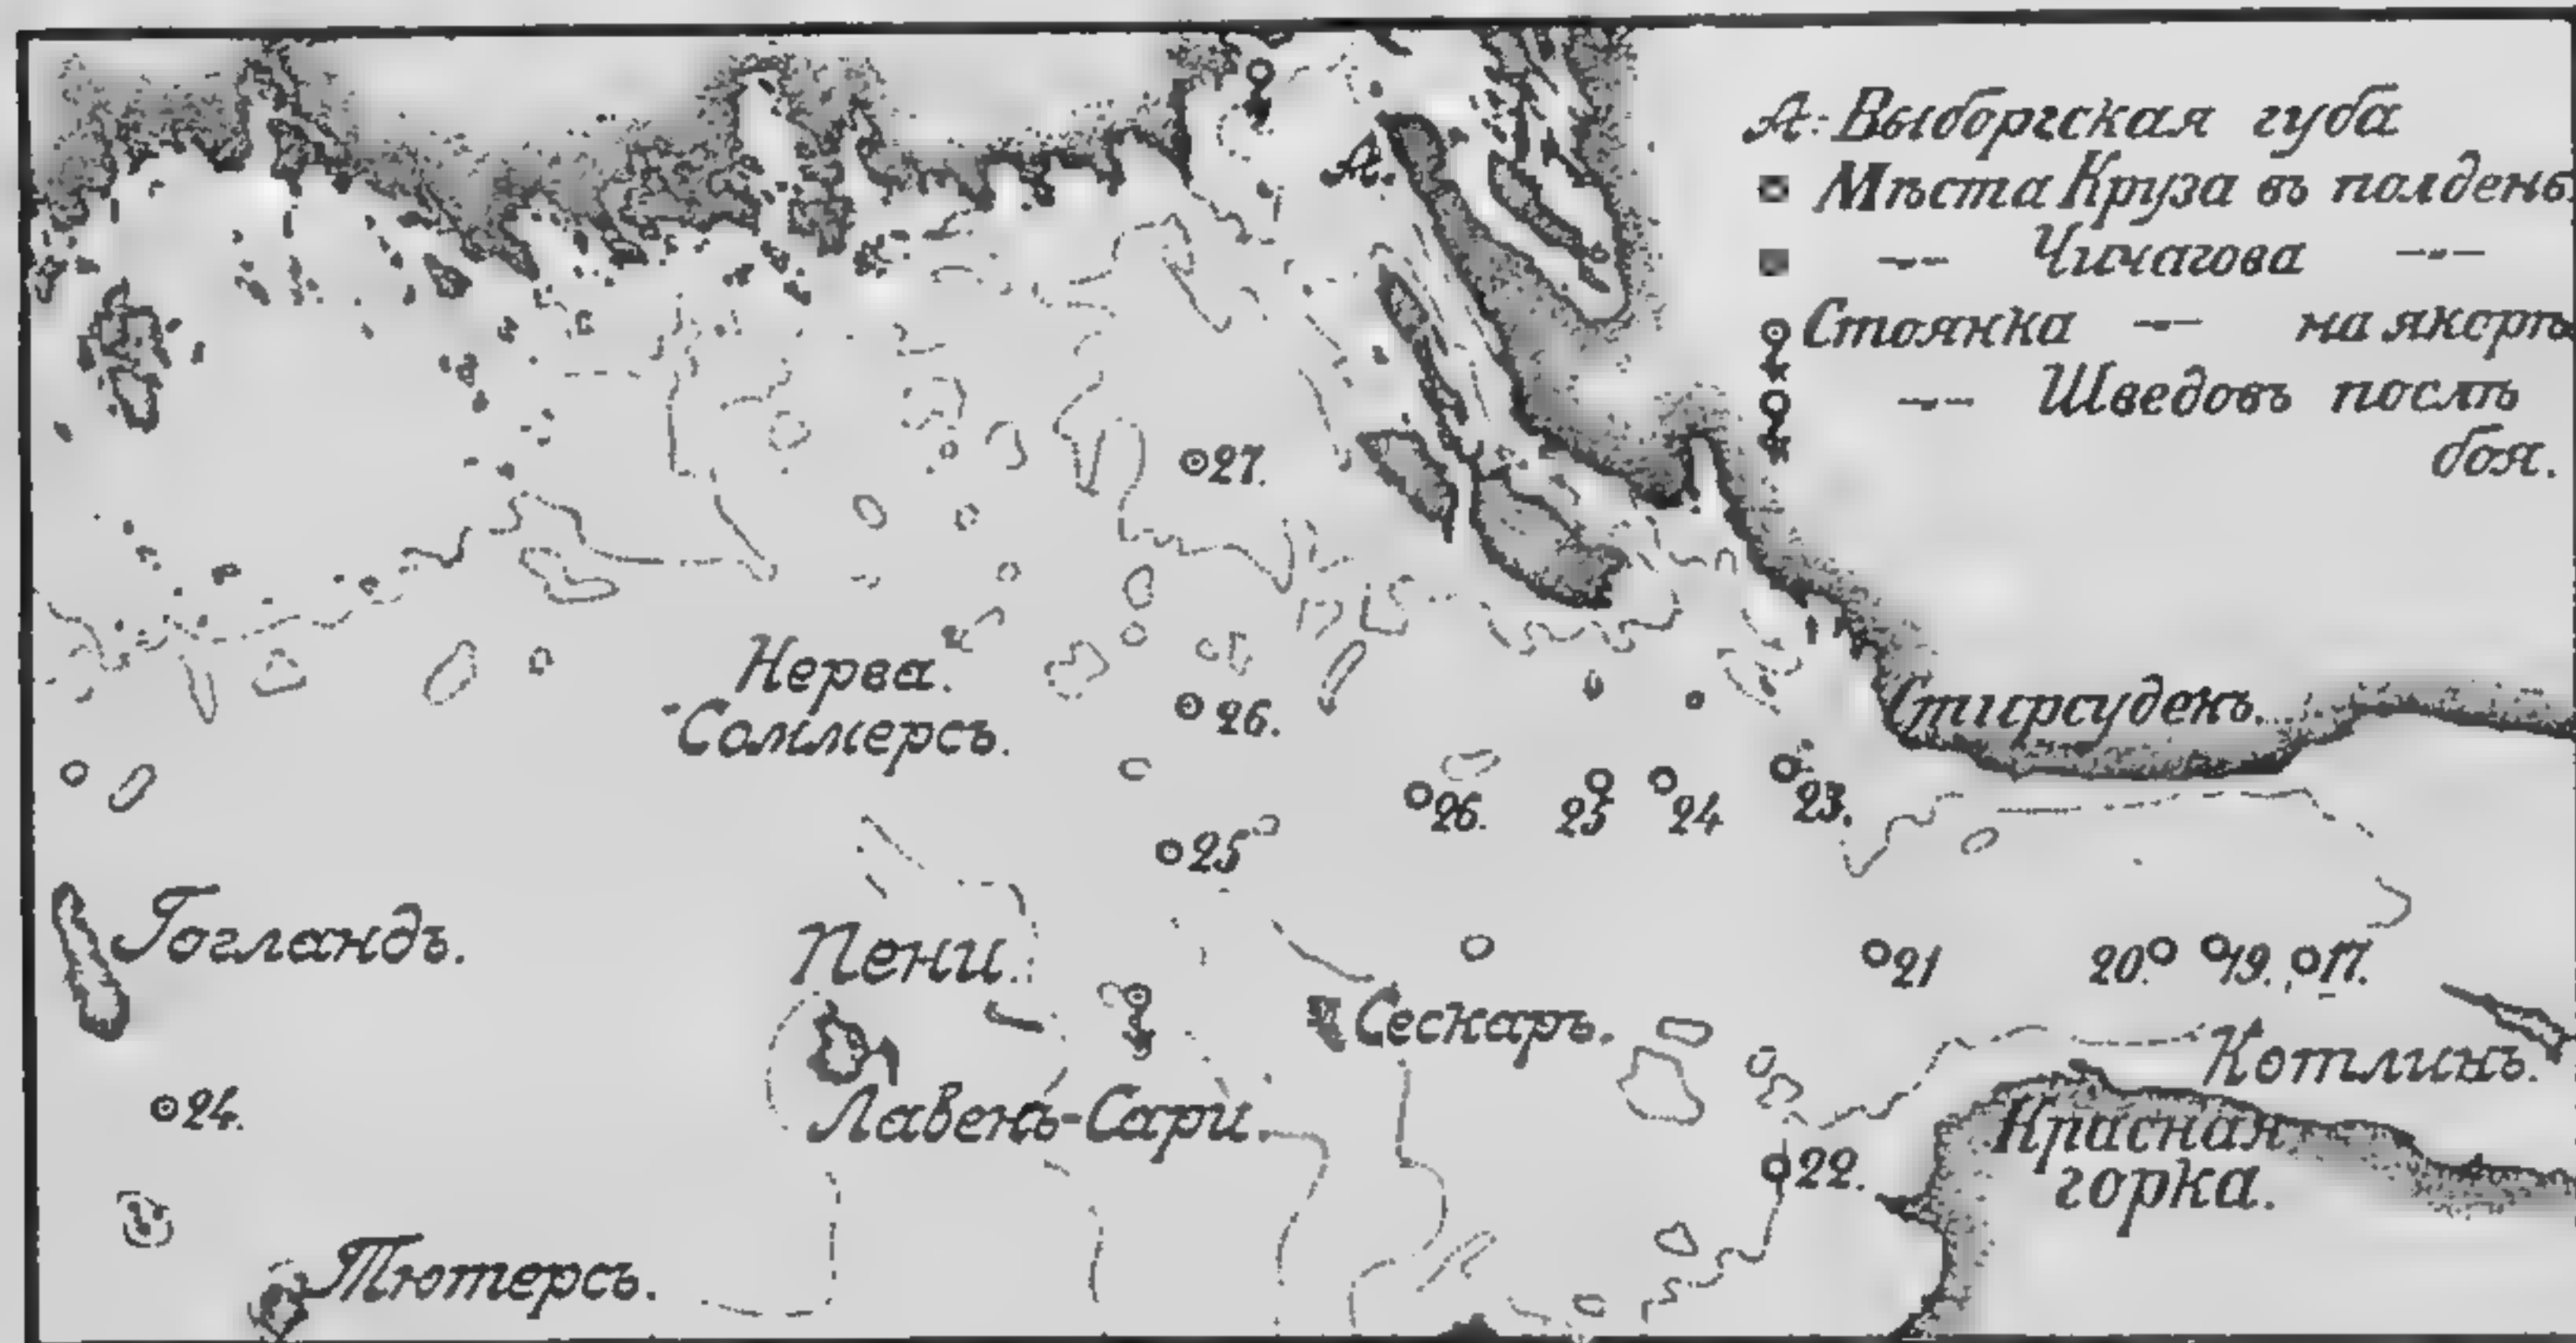 А. Выборгская губа
Мѣста Круза въ полдень.
—"— Чичагова —"—
Стоянка —"— на якорѣ
—"— Шведовъ послѣ
боя.
А.
27.
Нерва.
Соммерсъ.
26.
Стирсуденъ.
26. 25 24 23.
25
Гогландъ.
Пени.
21 20. 19. 17.
Сескаръ.
Котлинъ.
24.
Лавенъ-Сари.
Красная
горка.
22.
Тютерсъ.